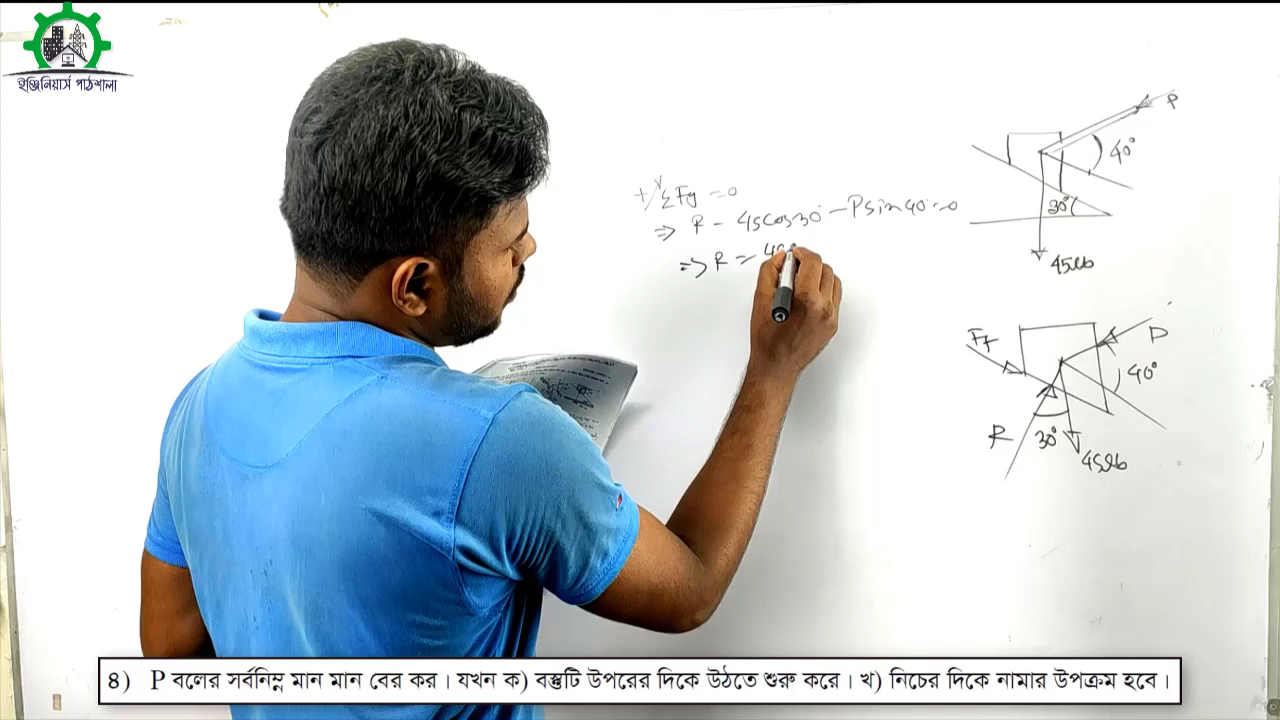 ইঞ্জিনিয়ার্স পাঠশালা
P
40°
30°
45lb
+↗ΣFy =0
⇒ R - 45cos30° - Psin40° =0
⇒ R =
Ff
P
40°
R
30°
45lb
৪) P বলের সর্বনিম্ন মান মান বের কর। যখন ক) বস্তুটি উপরের দিকে উঠতে শুরু করে। খ) নিচের দিকে নামার উপক্রম হবে।